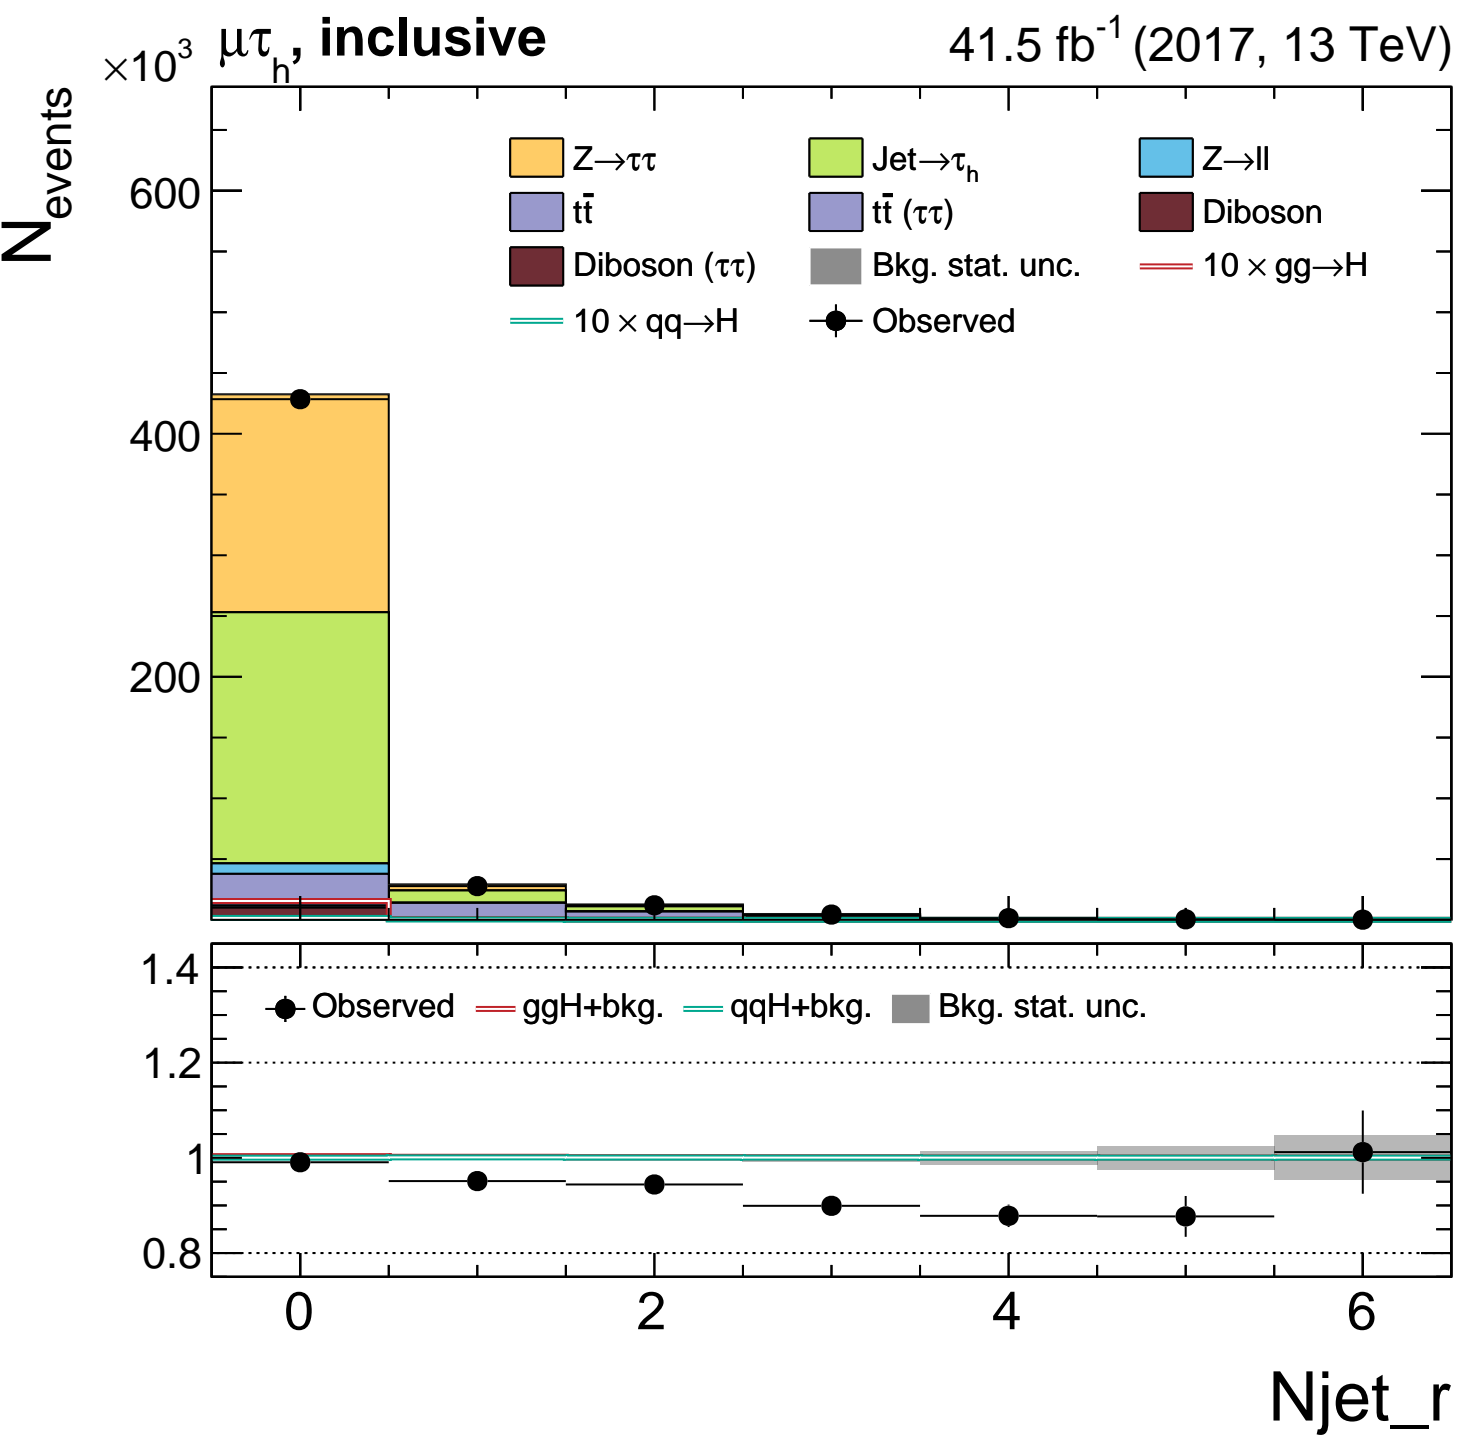 ×10³ μτₕ, inclusive 41.5 fb⁻¹ (2017, 13 TeV)
N_events
Z→ττ Jet→τₕ Z→ll
tt̄ tt̄ (ττ) Diboson
Diboson (ττ) Bkg. stat. unc. 10 × gg→H
10 × qq→H Observed
600
400
200
1.4
Observed ggH+bkg. qqH+bkg. Bkg. stat. unc.
1.2
1
0.8
0 2 4 6
Njet_r